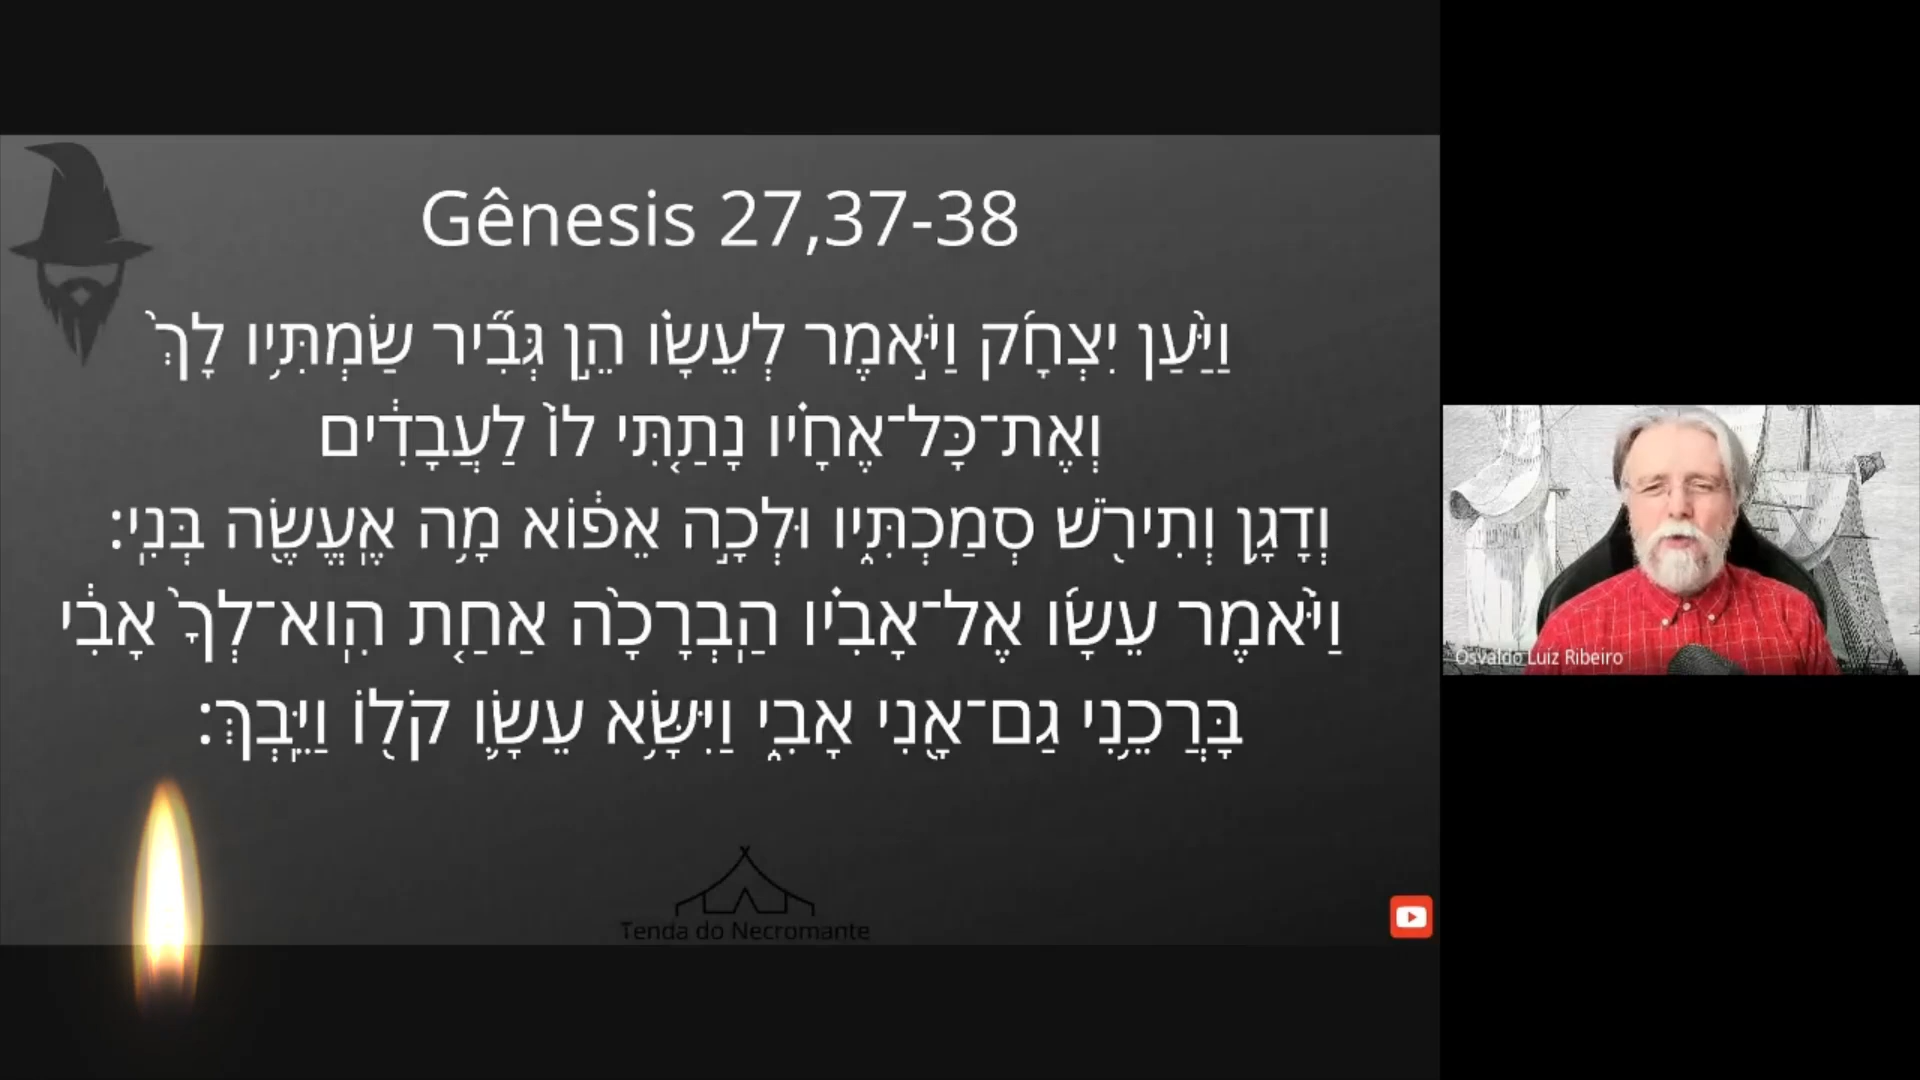 Gênesis 27,37-38
וַיַּ֨עַן יִצְחָ֜ק וַיֹּ֣אמֶר לְעֵשָׂ֗ו הֵ֣ן גְּבִ֞יר שַׂמְתִּ֥יו לָךְ֙
וְאֶת־כָּל־אֶחָ֗יו נָתַ֤תִּי לוֹ֙ לַעֲבָדִ֔ים
וְדָגָ֥ן וְתִירֹ֖שׁ סְמַכְתִּ֑יו וּלְכָ֣ה אֵפ֔וֹא מָ֥ה אֶֽעֱשֶׂ֖ה בְּנִֽי׃
וַיֹּ֨אמֶר עֵשָׂ֜ו אֶל־אָבִ֗יו הַֽבְרָכָ֨ה אַחַ֤ת הִֽוא־לְךָ֙ אָבִ֔י
בָּרֲכֵ֥נִי גַם־אָ֖נִי אָבִ֑י וַיִּשָּׂ֥א עֵשָׂ֛ו קֹל֖וֹ וַיֵּֽבְךְּ׃
Tenda do Necromante
Osvaldo Luiz Ribeiro